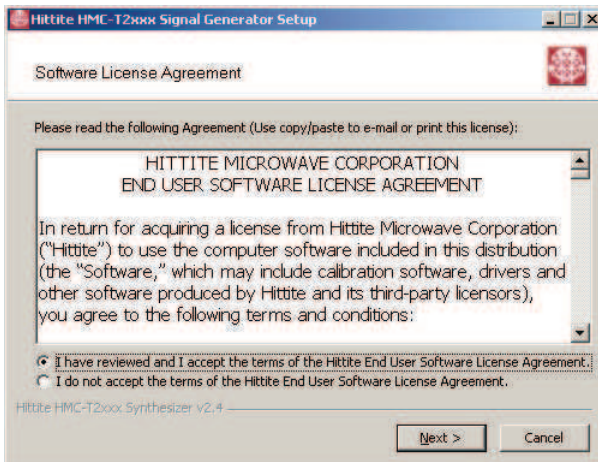 Hittite HMC-T2xxx Signal Generator Setup
Software License Agreement
Please read the following Agreement (Use copy/paste to e-mail or print this license):
HITTITE MICROWAVE CORPORATION
END USER SOFTWARE LICENSE AGREEMENT
In return for acquiring a license from Hittite Microwave Corporation
("Hittite") to use the computer software included in this distribution
(the "Software," which may include calibration software, drivers and
other software produced by Hittite and its third-party licensors),
you agree to the following terms and conditions:
I have reviewed and I accept the terms of the Hittite End User Software License Agreement.
I do not accept the terms of the Hittite End User Software License Agreement.
Hittite HMC-T2xxx Synthesizer v2.4
Next >
Cancel